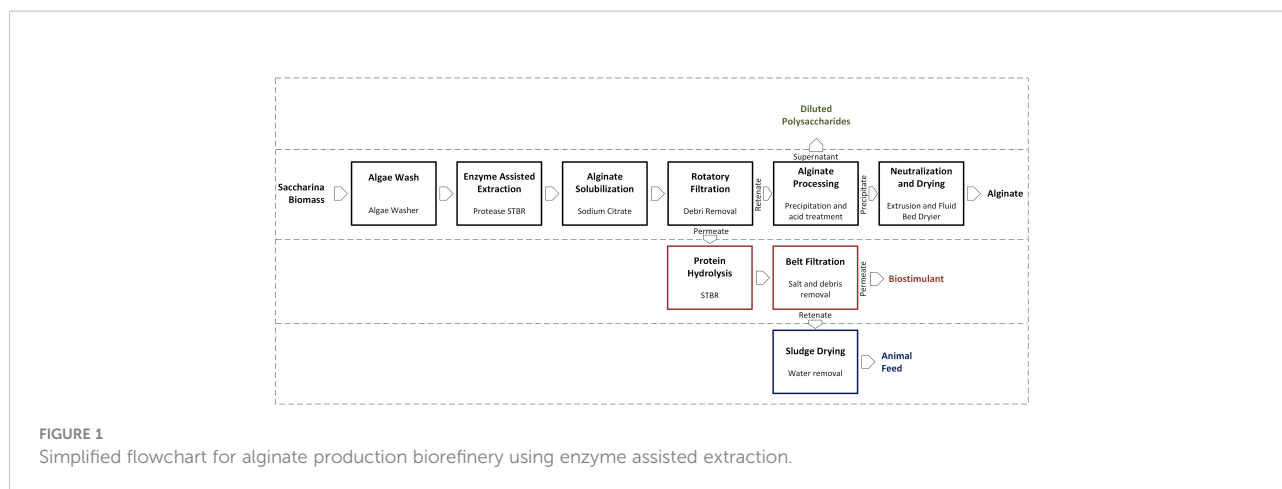 Diluted
Polysaccharides
Supernatant
Saccharina
Biomass
Algae Wash
Algae Washer
Enzyme Assisted
Extraction
Protease STBR
Alginate
Solubilization
Sodium Citrate
Rotatory
Filtration
Debri Removal
Retenate
Alginate
Processing
Precipitation and
acid treatment
Precipitate
Neutralization
and Drying
Extrusion and Fluid
Bed Dryier
Alginate
Permeate
Protein
Hydrolysis
STBR
Belt Filtration
Salt and debris
removal
Permeate
Biostimulant
Retenate
Sludge Drying
Water removal
Animal
Feed
FIGURE 1
Simplified flowchart for alginate production biorefinery using enzyme assisted extraction.